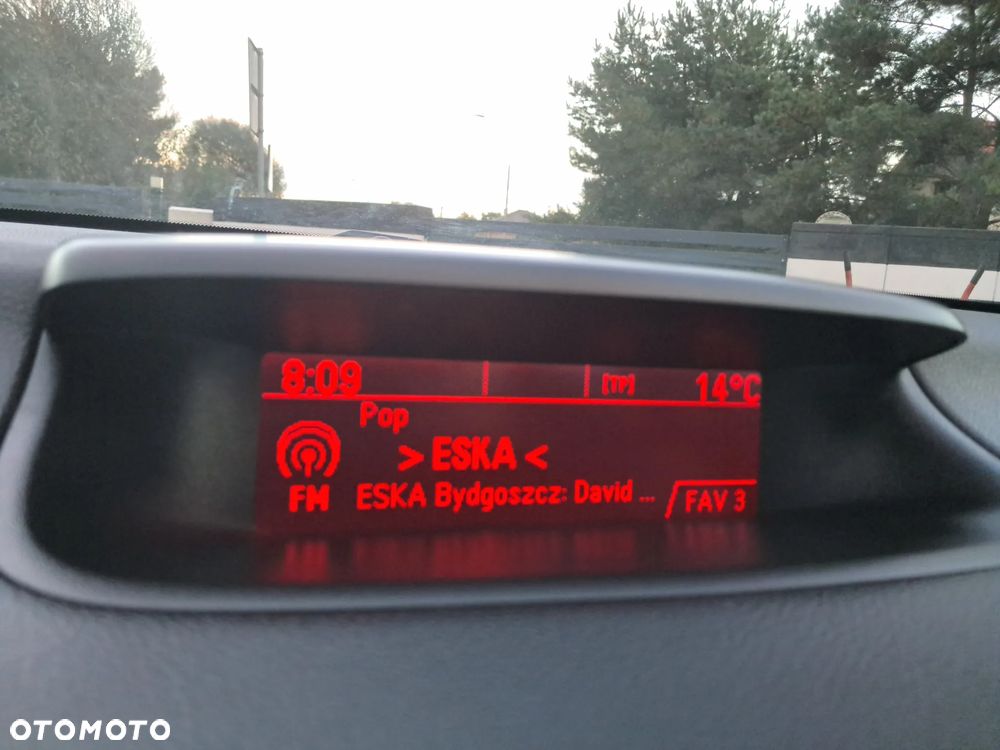 8:09 [TP] 14°C
Pop
> ESKA <
FM ESKA Bydgoszcz: David ... FAV 3
OTOMOTO